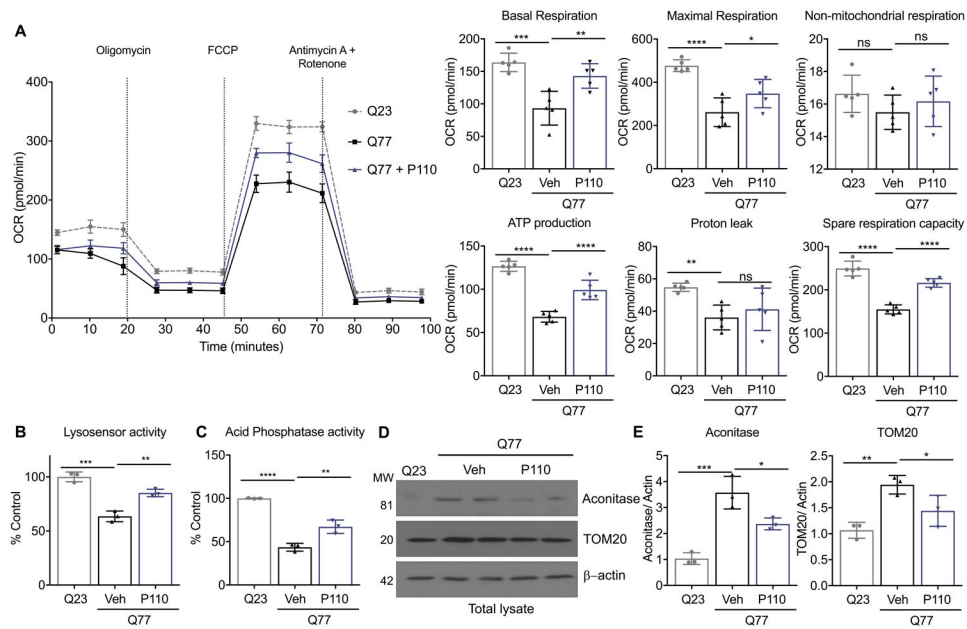 A
Oligomycin
FCCP
Antimycin A +
Rotenone
OCR (pmol/min)
400
300
200
100
0
0 10 20 30 40 50 60 70 80 90 100
Time (minutes)
Q23
Q77
Q77 + P110
Basal Respiration
*** **
OCR (pmol/min)
200
150
100
50
0
Q23 Veh P110
Q77
Maximal Respiration
**** *
OCR (pmol/min)
600
400
200
0
Q23 Veh P110
Q77
Non-mitochondrial respiration
ns ns
OCR (pmol/min)
20
18
16
14
12
Q23 Veh P110
Q77
ATP production
**** ****
OCR (pmol/min)
150
100
50
0
Q23 Veh P110
Q77
Proton leak
** ns
OCR (pmol/min)
80
60
40
20
0
Q23 Veh P110
Q77
Spare respiration capacity
**** ****
OCR (pmol/min)
300
200
100
0
Q23 Veh P110
Q77
B
Lysosensor activity
*** **
% Control
100
50
0
Q23 Veh P110
Q77
C
Acid Phosphatase activity
**** **
% Control
150
100
50
0
Q23 Veh P110
Q77
D
Q77
Q23 Veh P110
MW
81 Aconitase
20 TOM20
42 β–actin
Total lysate
E
Aconitase
*** *
Aconitase/ Actin
5
4
3
2
1
0
Q23 Veh P110
Q77
TOM20
** *
TOM20/ Actin
2.5
2.0
1.5
1.0
0.5
0.0
Q23 Veh P110
Q77